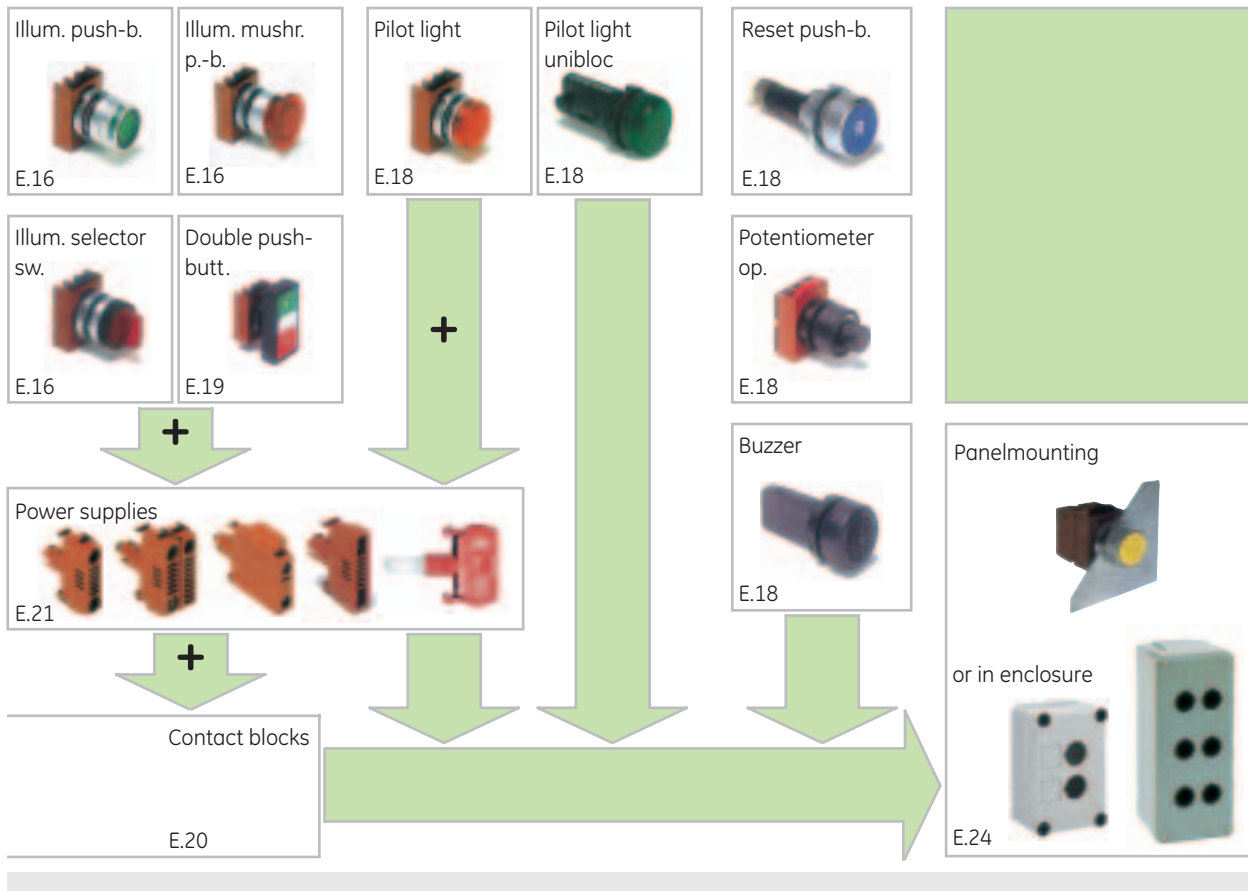 Illum. push-b.
E.16
Illum. mushr.
p.-b.
E.16
Pilot light
E.18
Pilot light
unibloc
E.18
Reset push-b.
E.18
Illum. selector
sw.
E.16
Double push-
butt.
E.19
+
Potentiometer
op.
E.18
+
Power supplies
E.21
Buzzer
E.18
+
Contact blocks
E.20
Panelmounting
or in enclosure
E.24